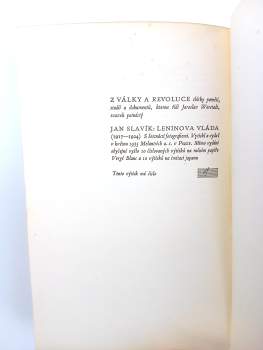 Z VÁLKY A REVOLUCE sbírky pamětí,
studií a dokumentů, kterou řídí Jaroslav Werstadt,
svazek patnáctý
JAN SLAVÍK: LENINOVA VLÁDA
(1917–1924) S šestnácti fotografiemi. Vytiskl a vydal
v květnu 1935 Melantrich a. s. v Praze. Mimo vydání
obyčejné vyšlo 20 číslovaných výtisků na ručním papíře
Vergé Blanc a 10 výtisků na imitaci japanu
Tento výtisk má číslo